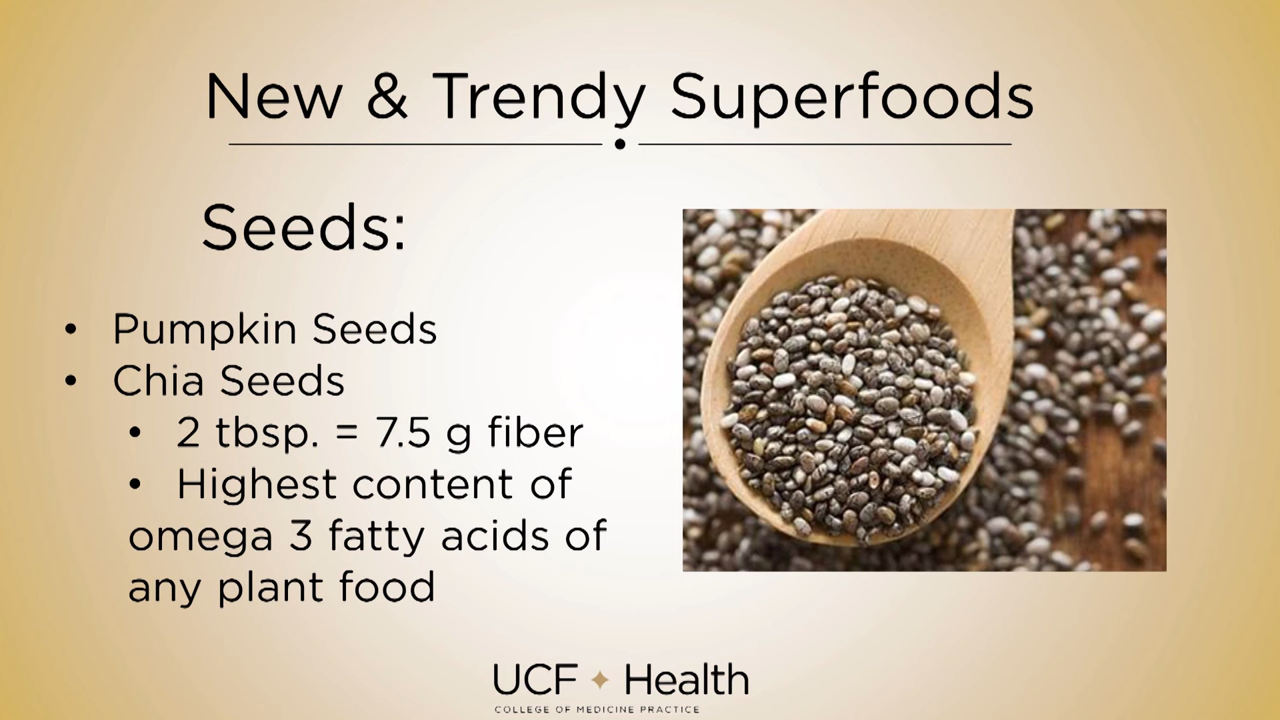 New & Trendy Superfoods
Seeds:
• Pumpkin Seeds
• Chia Seeds
• 2 tbsp. = 7.5 g fiber
• Highest content of
omega 3 fatty acids of
any plant food
UCF Health
COLLEGE OF MEDICINE PRACTICE